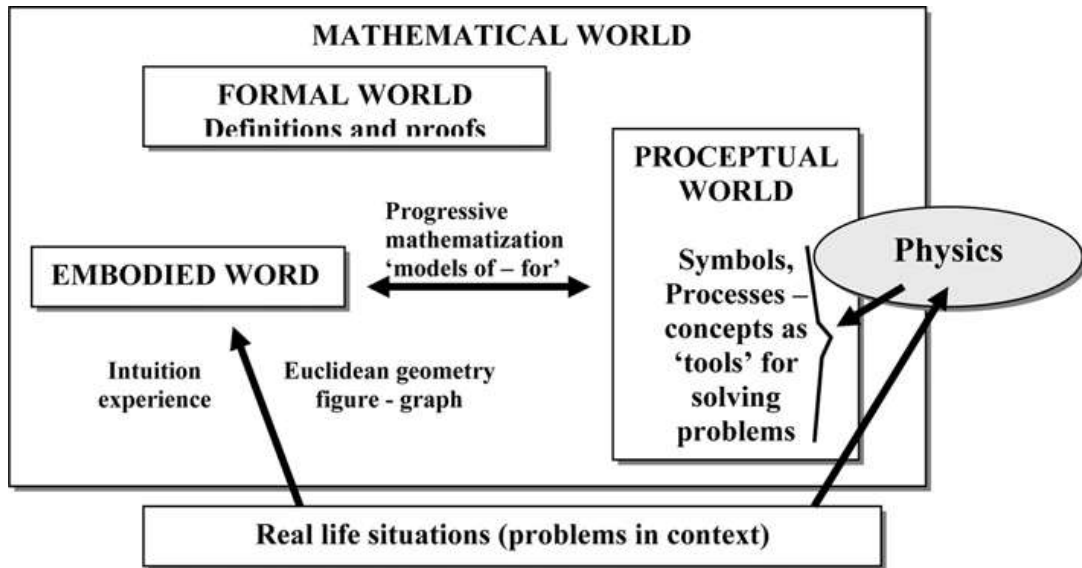 MATHEMATICAL WORLD
FORMAL WORLD
Definitions and proofs
PROCEPTUAL
WORLD
Progressive
mathematization
‘models of – for’
EMBODIED WORD
Symbols,
Processes –
concepts as
‘tools’ for
solving
problems
Physics
Intuition
experience
Euclidean geometry
figure - graph
Real life situations (problems in context)